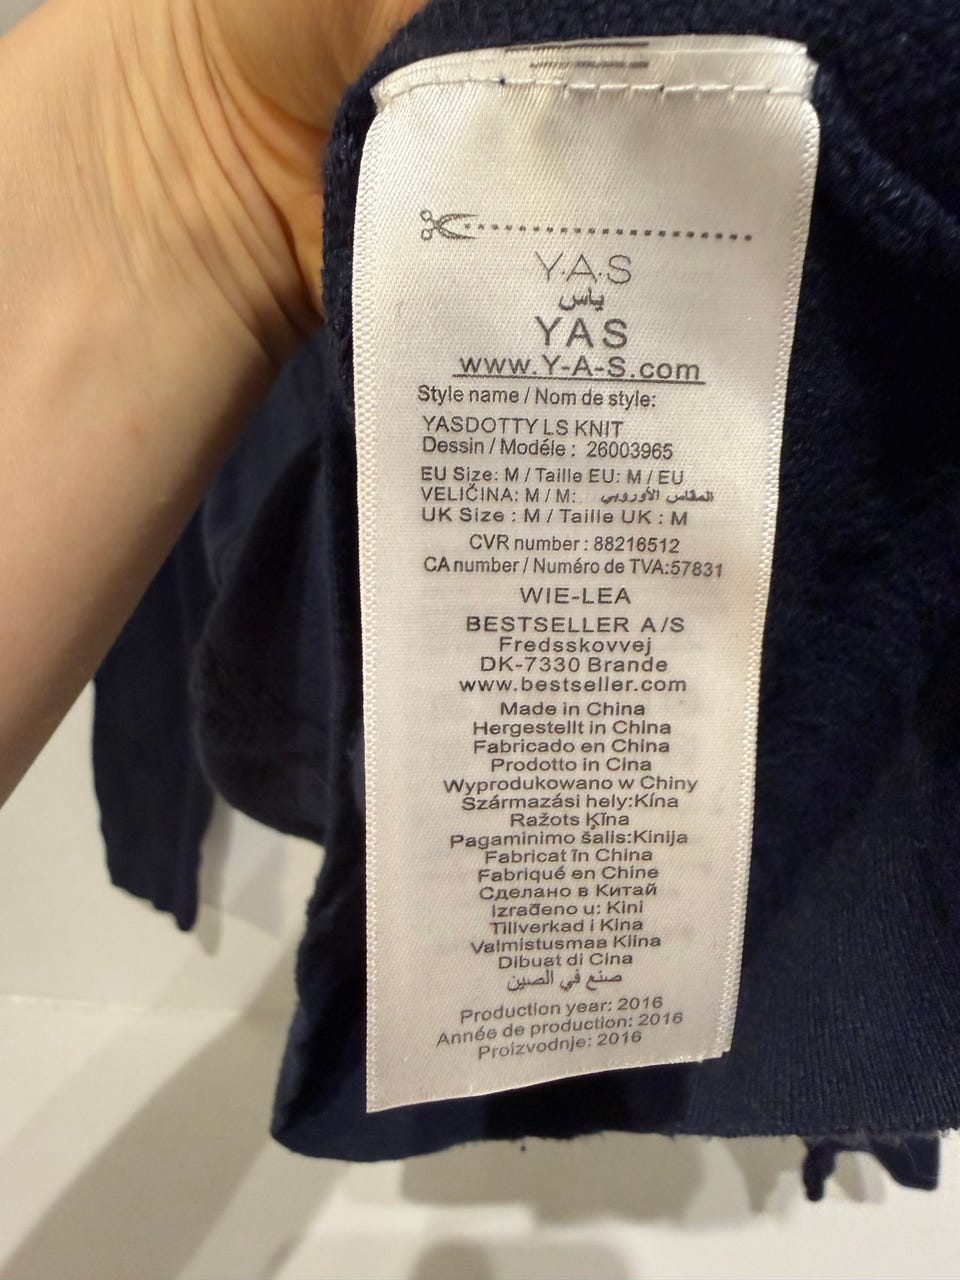 Y.A.S
ياس
YAS
www.Y-A-S.com
Style name / Nom de style:
YASDOTTY LS KNIT
Dessin / Modéle : 26003965
EU Size: M / Taille EU: M / EU
VELIČINA: M / M: المقاس الأوروبي
UK Size : M / Taille UK : M
CVR number : 88216512
CA number / Numéro de TVA:57831
WIE-LEA
BESTSELLER A/S
Fredsskovvej
DK-7330 Brande
www.bestseller.com
Made in China
Hergestellt in China
Fabricado en China
Prodotto in Cina
Wyprodukowano w Chiny
Származási hely:Kína
Ražots Ķīna
Pagaminimo šalis:Kinija
Fabricat în China
Fabriqué en Chine
Сделано в Китай
Izrađeno u: Kini
Tillverkad i Kina
Valmistusmaa Kiina
Dibuat di Cina
صنع في الصين
Production year: 2016
Année de production: 2016
Proizvodnje: 2016